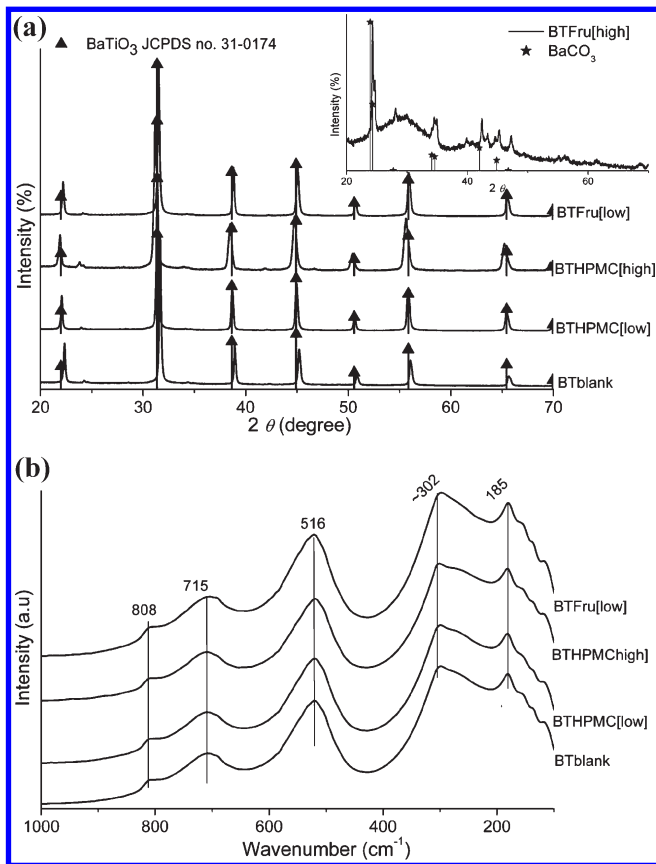 (a)
BaTiO3 JCPDS no. 31-0174
BTFru[high]
BaCO3
Intensity (%)
20 40 60
2 θ
BTFru[low]
BTHPMC[high]
BTHPMC[low]
BTblank
Intensity (%)
20 30 40 50 60 70
2 θ (degree)
(b)
808
715
516
~302
185
BTFru[low]
BTHPMChigh]
BTHPMC[low]
BTblank
Intensity (a.u)
1000 800 600 400 200
Wavenumber (cm-1)